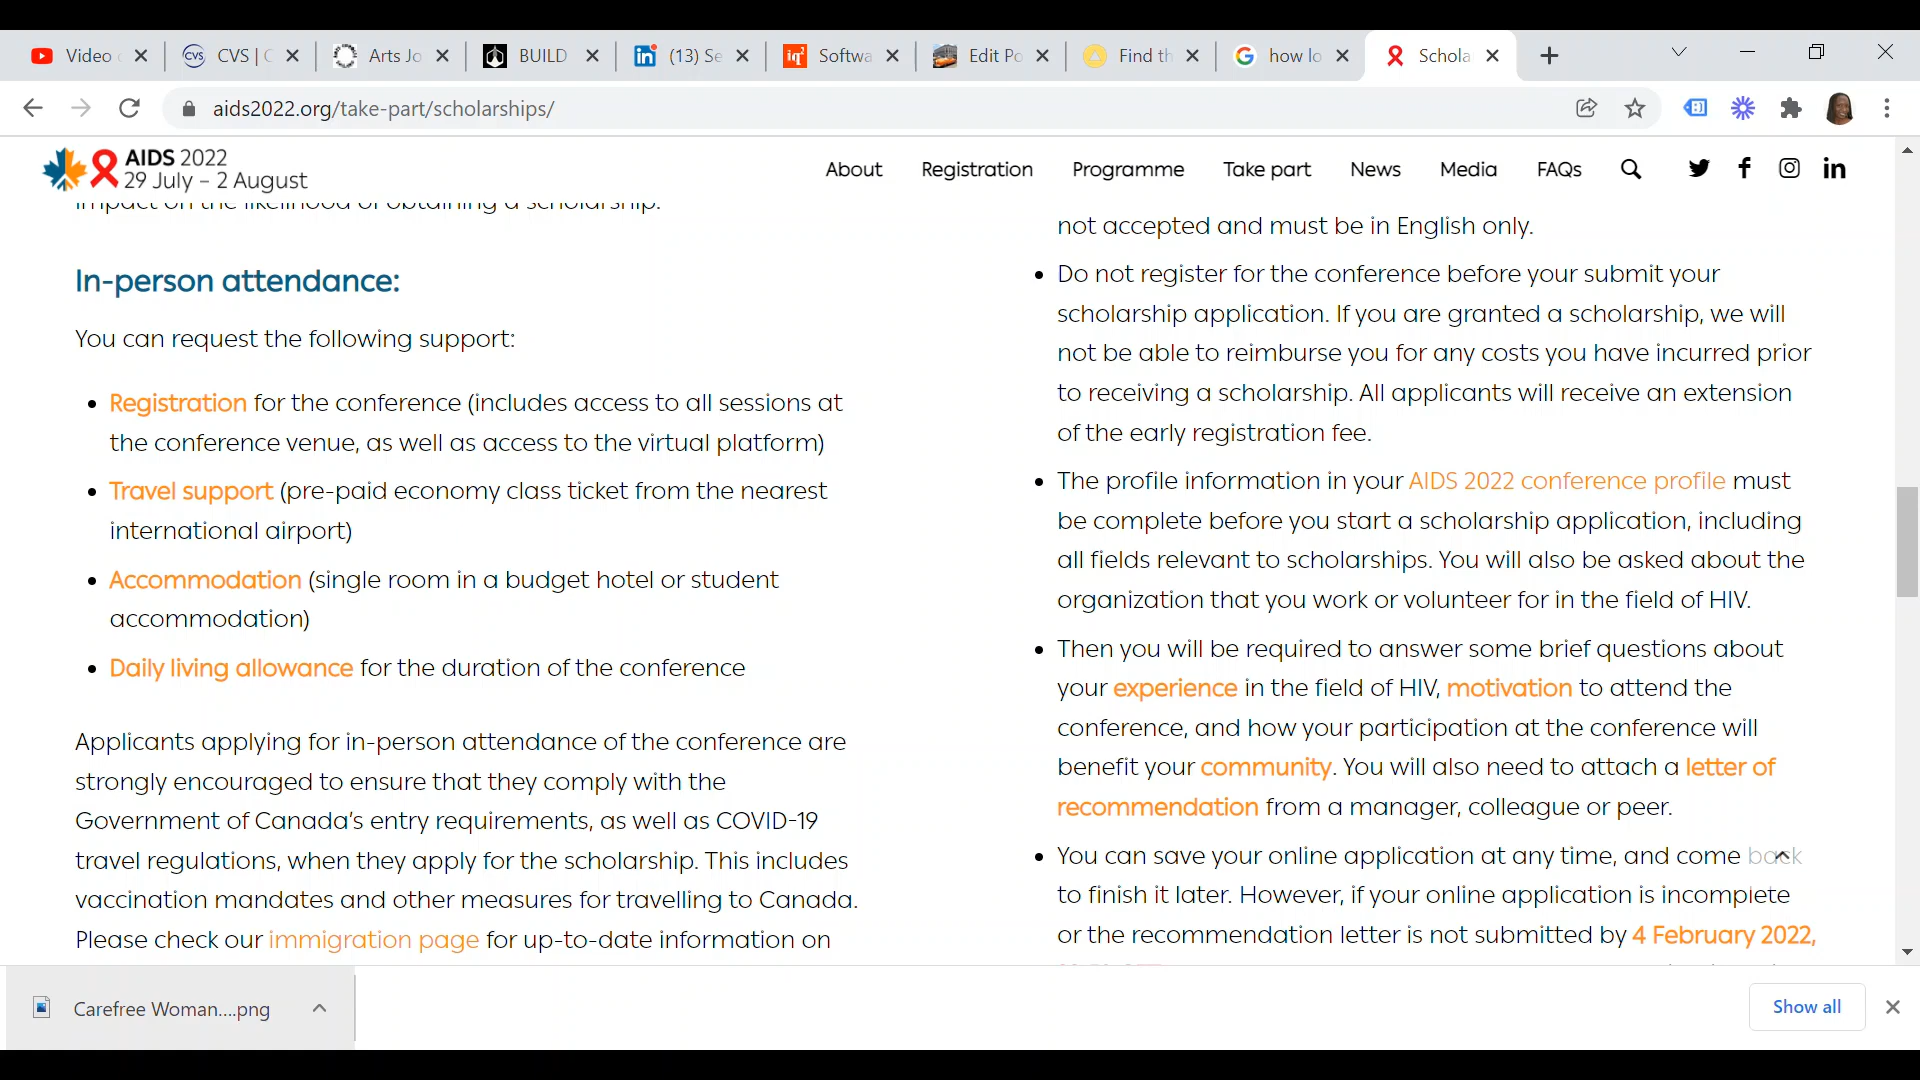 Video
CVS | C
Arts Jo
BUILD
(13) Se
Softwa
Edit Po
Find th
how lo
Schola
aids2022.org/take-part/scholarships/
AIDS 2022
29 July – 2 August
About
Registration
Programme
Take part
News
Media
FAQs
impact on the likelihood of obtaining a scholarship.
In-person attendance:
You can request the following support:
• Registration for the conference (includes access to all sessions at
the conference venue, as well as access to the virtual platform)
• Travel support (pre-paid economy class ticket from the nearest
international airport)
• Accommodation (single room in a budget hotel or student
accommodation)
• Daily living allowance for the duration of the conference
Applicants applying for in-person attendance of the conference are
strongly encouraged to ensure that they comply with the
Government of Canada's entry requirements, as well as COVID-19
travel regulations, when they apply for the scholarship. This includes
vaccination mandates and other measures for travelling to Canada.
Please check our immigration page for up-to-date information on
not accepted and must be in English only.
• Do not register for the conference before your submit your
scholarship application. If you are granted a scholarship, we will
not be able to reimburse you for any costs you have incurred prior
to receiving a scholarship. All applicants will receive an extension
of the early registration fee.
• The profile information in your AIDS 2022 conference profile must
be complete before you start a scholarship application, including
all fields relevant to scholarships. You will also be asked about the
organization that you work or volunteer for in the field of HIV.
• Then you will be required to answer some brief questions about
your experience in the field of HIV, motivation to attend the
conference, and how your participation at the conference will
benefit your community. You will also need to attach a letter of
recommendation from a manager, colleague or peer.
• You can save your online application at any time, and come back
to finish it later. However, if your online application is incomplete
or the recommendation letter is not submitted by 4 February 2022,
Carefree Woman....png
Show all